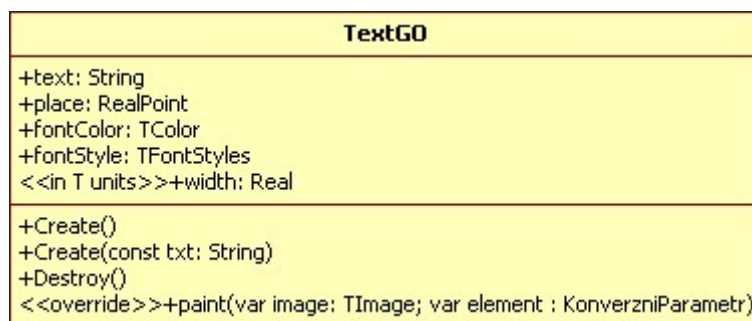 TextGO
+text: String
+place: RealPoint
+fontColor: TColor
+fontStyle: TFontStyles
<<in T units>>+width: Real
+Create()
+Create(const txt: String)
+Destroy()
<<override>>+paint(var image: TImage; var element : KonverzniParametr)